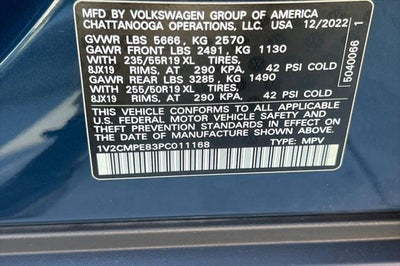 MFD BY VOLKSWAGEN GROUP OF AMERICA
CHATTANOOGA OPERATIONS, LLC. USA 12/2022
GVWR LBS 5666, KG 2570
GAWR FRONT LBS 2491, KG 1130
WITH 235/55R19 XL TIRES,
8JX19 RIMS, AT 290 KPA, 42 PSI COLD
GAWR REAR LBS 3285, KG 1490
WITH 255/50R19 XL TIRES,
8JX19 RIMS, AT 290 KPA, 42 PSI COLD
THIS VEHICLE CONFORMS TO ALL APPLICABLE
U.S. FEDERAL MOTOR VEHICLE SAFETY
STANDARDS IN EFFECT ON THE
DATE OF MANUFACTURE SHOWN ABOVE.
1V2CMPE83PC011168 TYPE: MPV
5040066 1